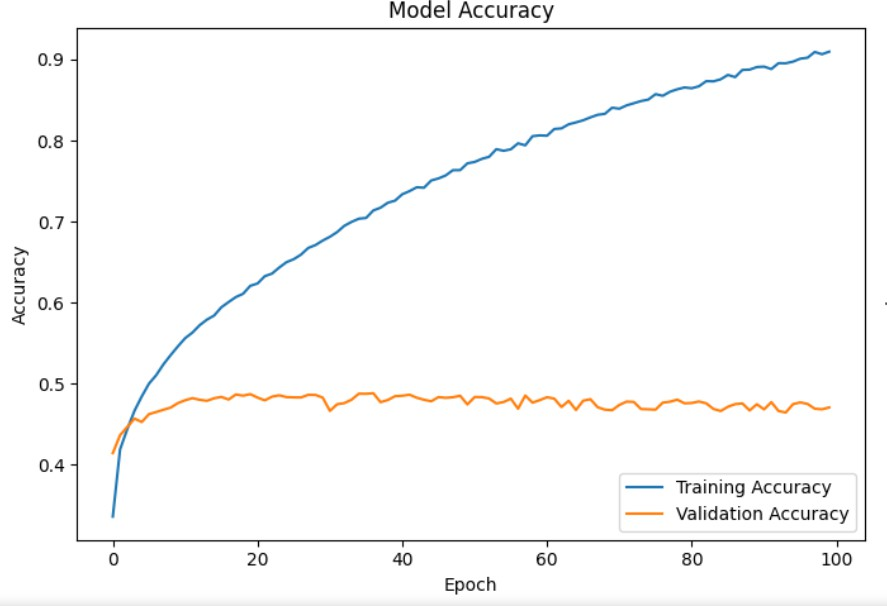 Model Accuracy
0.9
0.8
0.7
0.6
0.5
0.4
Accuracy
Training Accuracy
Validation Accuracy
0 20 40 60 80 100
Epoch